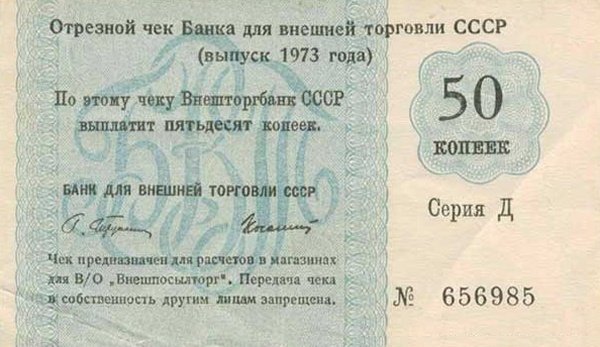 Отрезной чек Банка для внешней торговли СССР
(выпуск 1973 года)
По этому чеку Внешторгбанк СССР
выплатит пятьдесят копеек.
БАНК ДЛЯ ВНЕШНЕЙ ТОРГОВЛИ СССР
Чек предназначен для расчетов в магазинах
для В/О „Внешпосылторг". Передача чека
в собственность другим лицам запрещена.
50
КОПЕЕК
Серия Д
№ 656985